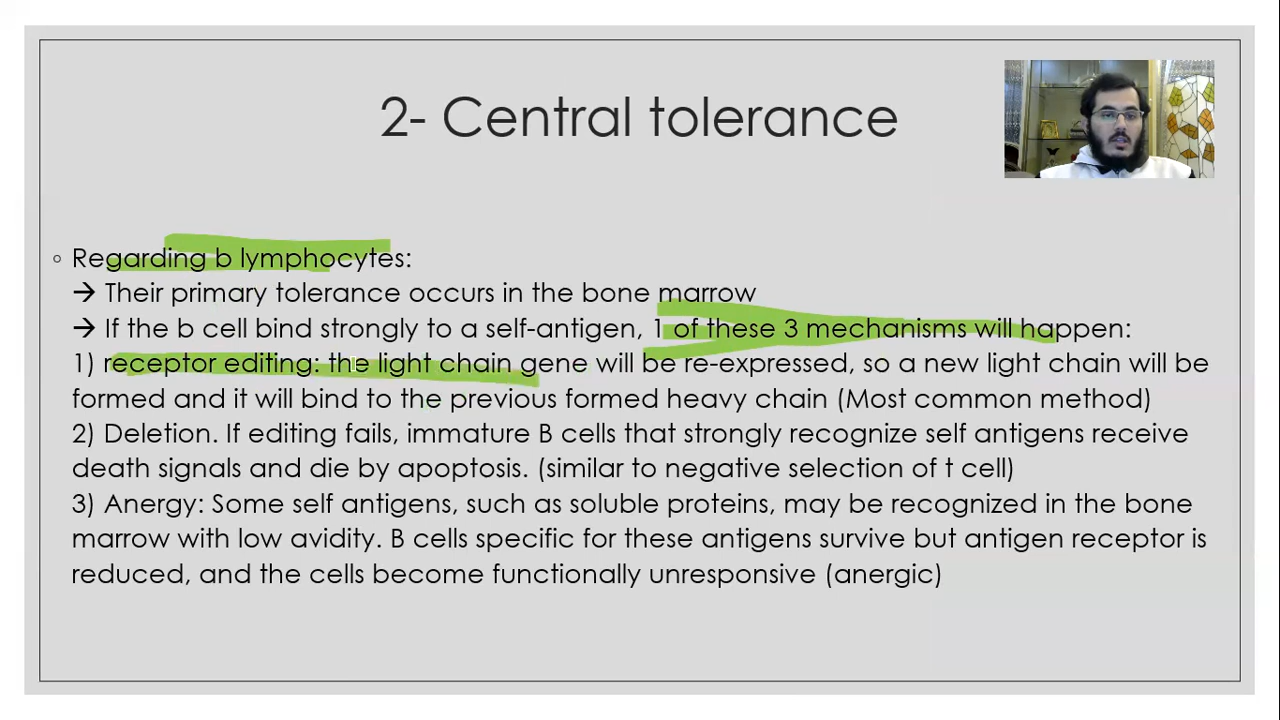 2- Central tolerance
◦ Regarding b lymphocytes:
→ Their primary tolerance occurs in the bone marrow
→ If the b cell bind strongly to a self-antigen, 1 of these 3 mechanisms will happen:
1) receptor editing: the light chain gene will be re-expressed, so a new light chain will be
formed and it will bind to the previous formed heavy chain (Most common method)
2) Deletion. If editing fails, immature B cells that strongly recognize self antigens receive
death signals and die by apoptosis. (similar to negative selection of t cell)
3) Anergy: Some self antigens, such as soluble proteins, may be recognized in the bone
marrow with low avidity. B cells specific for these antigens survive but antigen receptor is
reduced, and the cells become functionally unresponsive (anergic)